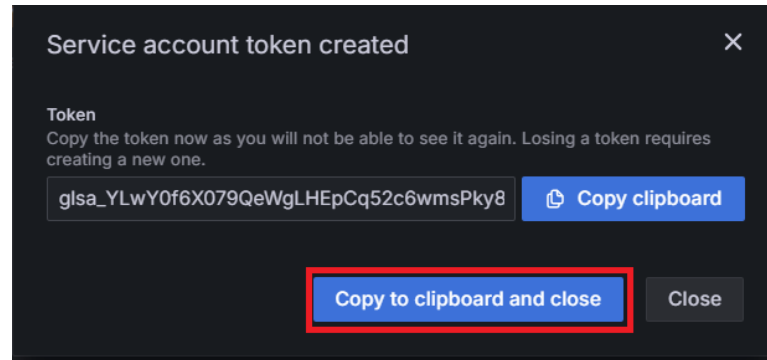 Service account token created
Token
Copy the token now as you will not be able to see it again. Losing a token requires
creating a new one.
glsa_YLwY0f6X079QeWgLHEpCq52c6wmsPky8
Copy clipboard
Copy to clipboard and close
Close